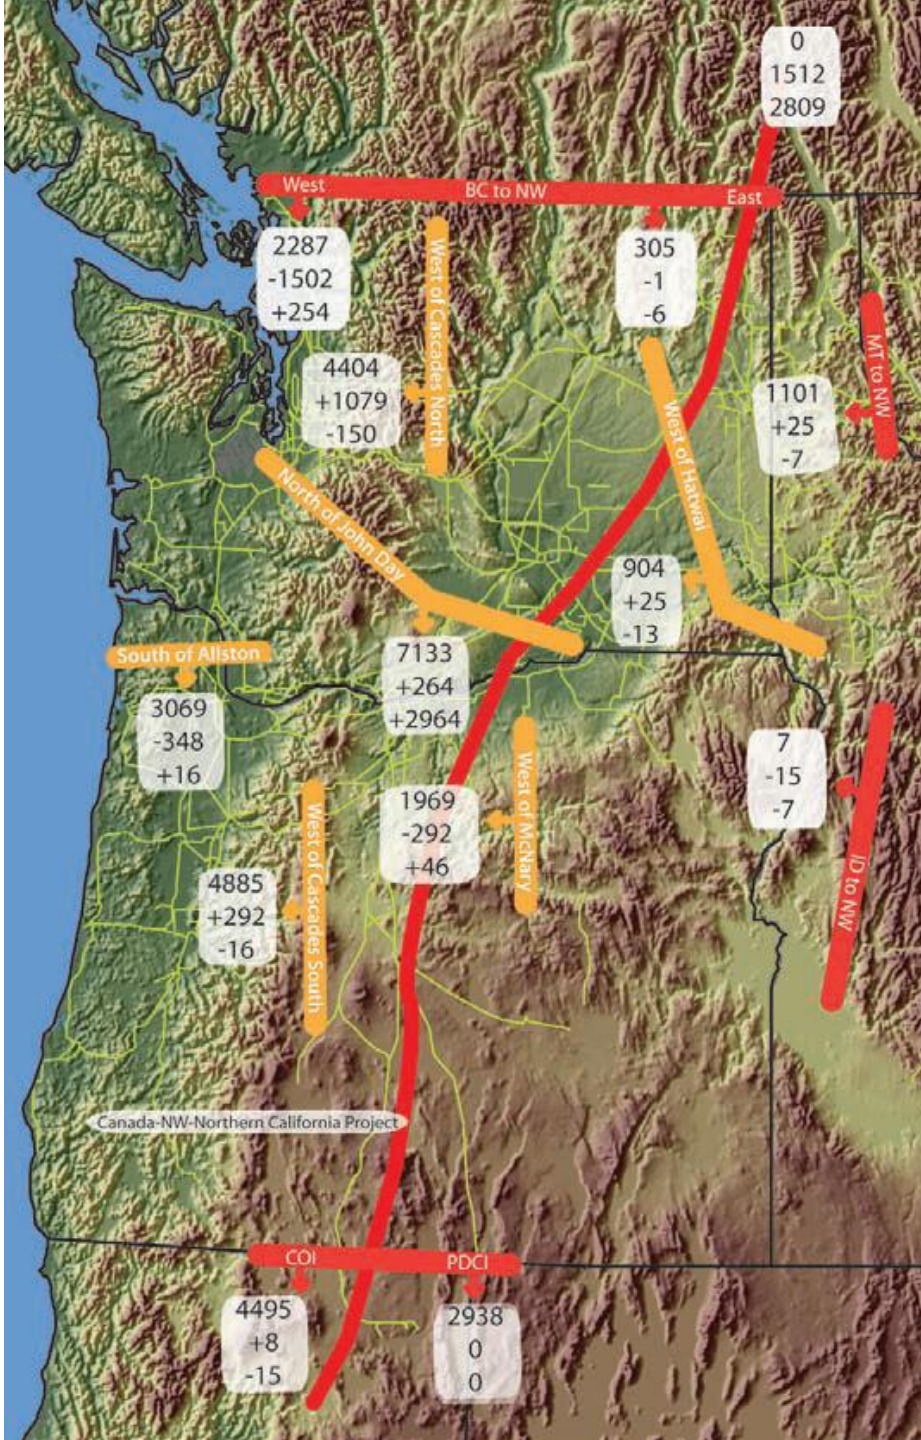 0
1512
2809
West
BC to NW
East
2287
-1502
+254
305
-1
-6
West of Cascades North
4404
+1079
-150
MT to NW
1101
+25
-7
West of Hatwai
North of John Day
904
+25
-13
South of Allston
7133
+264
+2964
3069
-348
+16
7
-15
-7
West of McNary
1969
-292
+46
West of Cascades South
4885
+292
-16
ID to NW
Canada-NW-Northern California Project
COI
PDCI
4495
+8
-15
2938
0
0